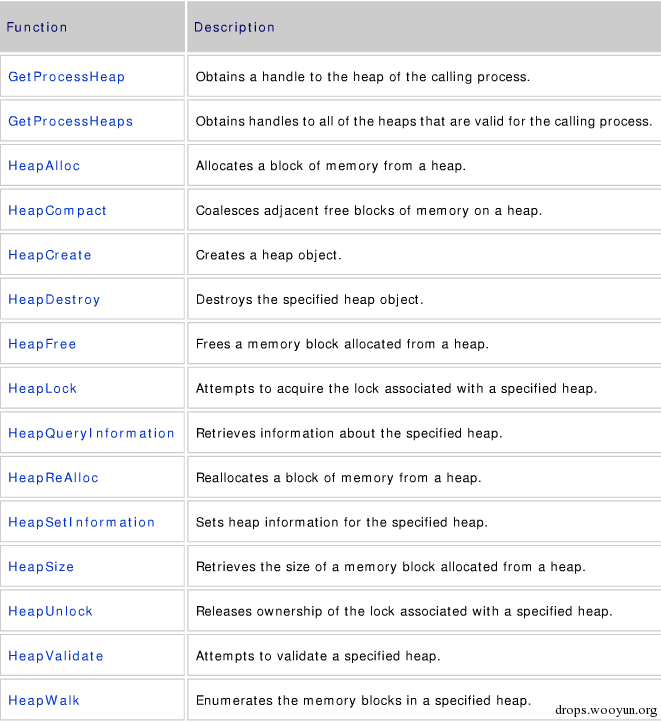 Function Description
GetProcessHeap Obtains a handle to the heap of the calling process.
GetProcessHeaps Obtains handles to all of the heaps that are valid for the calling process.
HeapAlloc Allocates a block of memory from a heap.
HeapCompact Coalesces adjacent free blocks of memory on a heap.
HeapCreate Creates a heap object.
HeapDestroy Destroys the specified heap object.
HeapFree Frees a memory block allocated from a heap.
HeapLock Attempts to acquire the lock associated with a specified heap.
HeapQueryInformation Retrieves information about the specified heap.
HeapReAlloc Reallocates a block of memory from a heap.
HeapSetInformation Sets heap information for the specified heap.
HeapSize Retrieves the size of a memory block allocated from a heap.
HeapUnlock Releases ownership of the lock associated with a specified heap.
HeapValidate Attempts to validate a specified heap.
HeapWalk Enumerates the memory blocks in a specified heap.
drops.wooyun.org